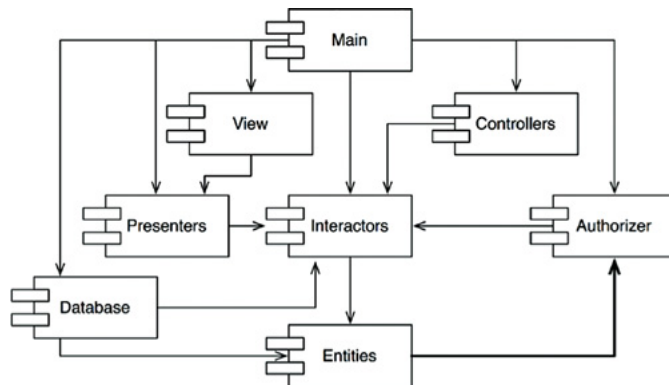 Main
View
Controllers
Presenters
Interactors
Authorizer
Database
Entities